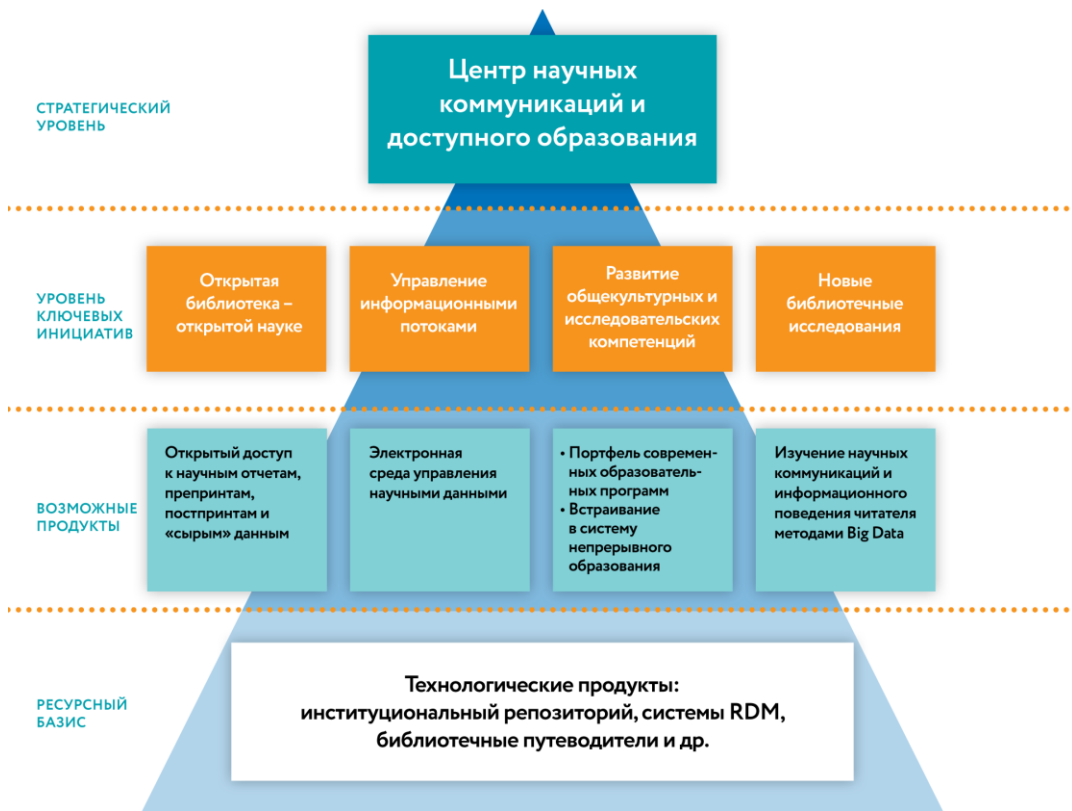 Центр научных
коммуникаций и
доступного образования
СТРАТЕГИЧЕСКИЙ
УРОВЕНЬ
УРОВЕНЬ
КЛЮЧЕВЫХ
ИНИЦИАТИВ
Открытая
библиотека –
открытой науке
Управление
информационными
потоками
Развитие
общекультурных и
исследовательских
компетенций
Новые
библиотечные
исследования
ВОЗМОЖНЫЕ
ПРОДУКТЫ
Открытый доступ
к научным отчетам,
препринтам,
постпринтам и
«сырым» данным
Электронная
среда управления
научными данными
• Портфель современ-
ных образователь-
ных программ
• Встраивание
в систему
непрерывного
образования
Изучение научных
коммуникаций и
информационного
поведения читателя
методами Big Data
РЕСУРСНЫЙ
БАЗИС
Технологические продукты:
институциональный репозиторий, системы RDM,
библиотечные путеводители и др.